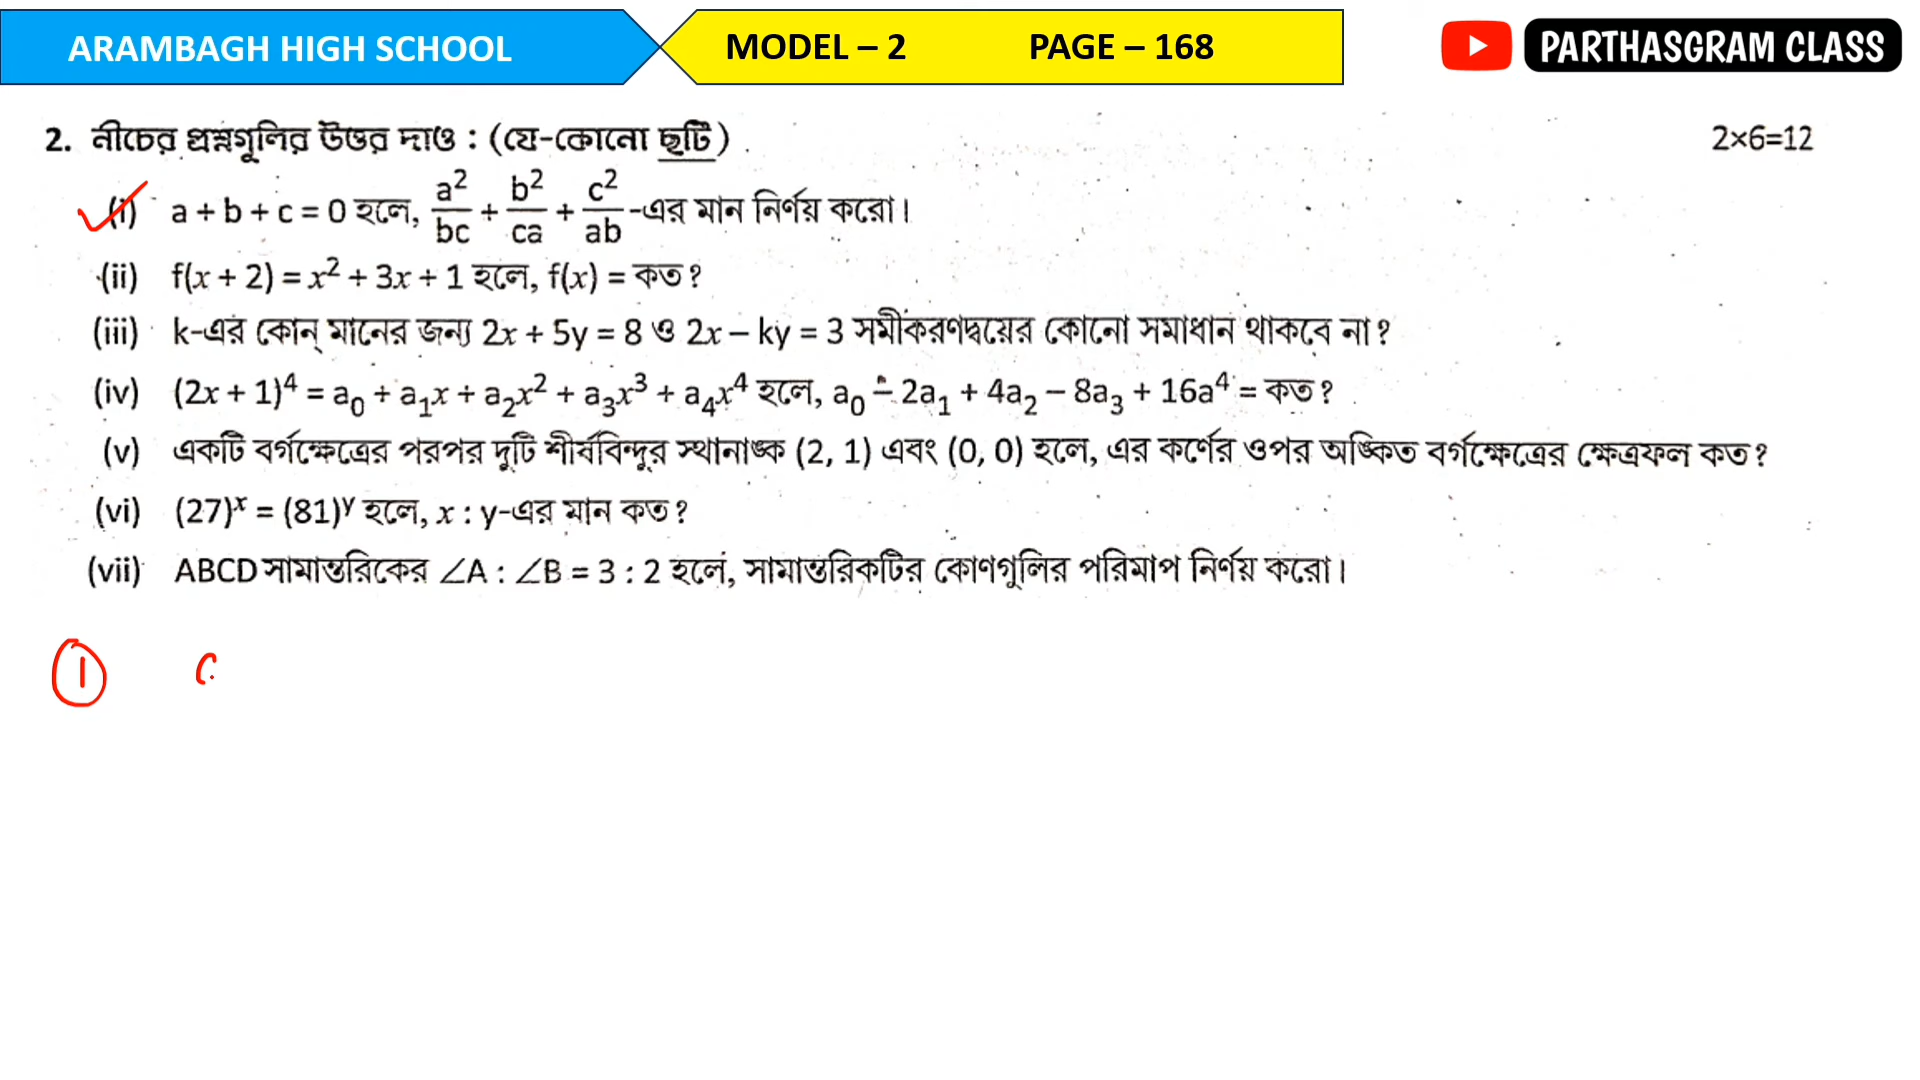 ARAMBAGH HIGH SCHOOL MODEL – 2 PAGE – 168 PARTHASGRAM CLASS
2. নীচের প্রশ্নগুলির উত্তর দাও : (যে-কোনো ছটি) 2×6=12
(i) a + b + c = 0 হলে, a²/bc + b²/ca + c²/ab -এর মান নির্ণয় করো।
(ii) f(x + 2) = x² + 3x + 1 হলে, f(x) = কত?
(iii) k-এর কোন্ মানের জন্য 2x + 5y = 8 ও 2x – ky = 3 সমীকরণদ্বয়ের কোনো সমাধান থাকবে না?
(iv) (2x + 1)⁴ = a₀ + a₁x + a₂x² + a₃x³ + a₄x⁴ হলে, a₀ – 2a₁ + 4a₂ – 8a₃ + 16a⁴ = কত?
(v) একটি বর্গক্ষেত্রের পরপর দুটি শীর্ষবিন্দুর স্থানাঙ্ক (2, 1) এবং (0, 0) হলে, এর কর্ণের ওপর অঙ্কিত বর্গক্ষেত্রের ক্ষেত্রফল কত?
(vi) (27)ˣ = (81)ʸ হলে, x : y-এর মান কত?
(vii) ABCD সামান্তরিকের ∠A : ∠B = 3 : 2 হলে, সামান্তরিকটির কোণগুলির পরিমাপ নির্ণয় করো।
1